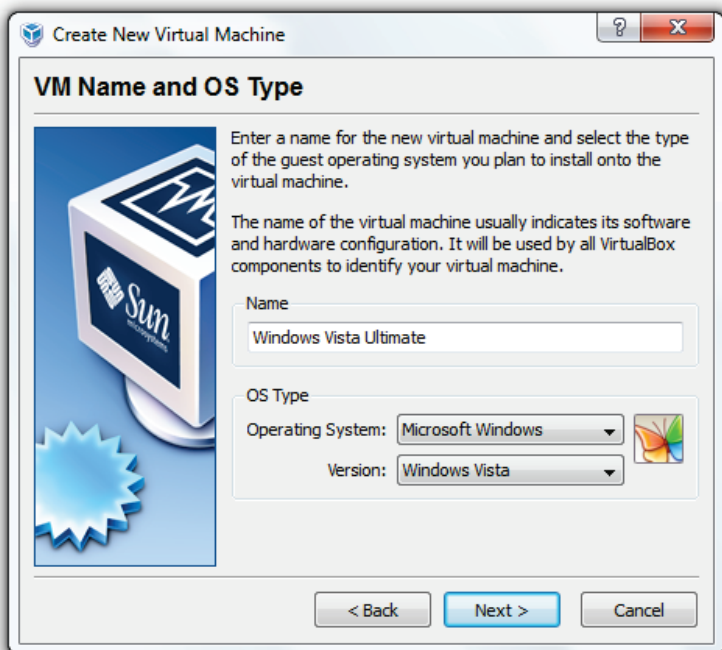 Create New Virtual Machine
?
X
VM Name and OS Type
Enter a name for the new virtual machine and select the type
of the guest operating system you plan to install onto the
virtual machine.
The name of the virtual machine usually indicates its software
and hardware configuration. It will be used by all VirtualBox
components to identify your virtual machine.
Sun
microsystems
Name
Windows Vista Ultimate
OS Type
Operating System: Microsoft Windows
Version: Windows Vista
< Back Next > Cancel